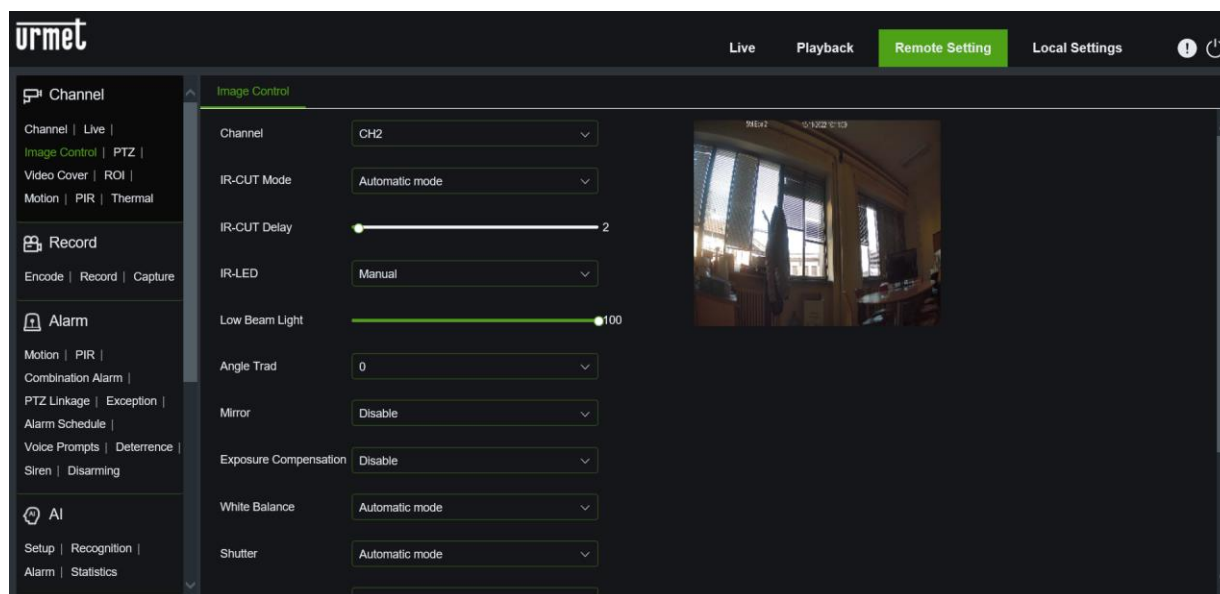 urmet
Live Playback Remote Setting Local Settings
Channel
Channel | Live |
Image Control | PTZ |
Video Cover | ROI |
Motion | PIR | Thermal
Record
Encode | Record | Capture
Alarm
Motion | PIR |
Combination Alarm |
PTZ Linkage | Exception |
Alarm Schedule |
Voice Prompts | Deterrence |
Siren | Disarming
AI
Setup | Recognition |
Alarm | Statistics
Image Control
Channel CH2
IR-CUT Mode Automatic mode
IR-CUT Delay 2
IR-LED Manual
Low Beam Light 100
Angle Trad 0
Mirror Disable
Exposure Compensation Disable
White Balance Automatic mode
Shutter Automatic mode